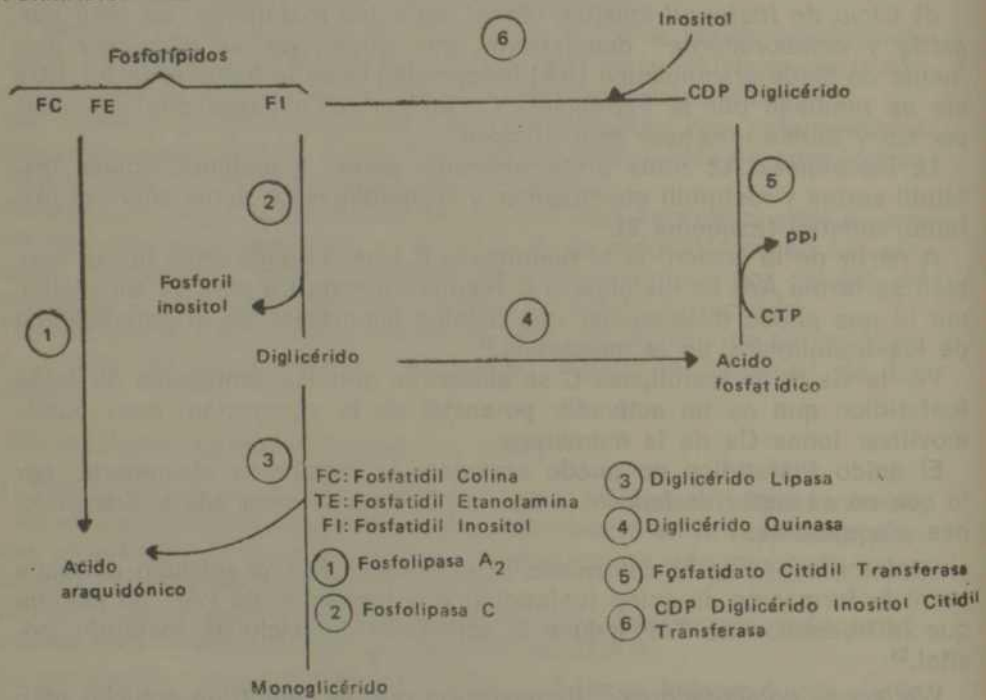 Inositol
6
Fosfolípidos
FC FE FI
CDP Diglicérido
2
5
ppi
Fosforil
inositol
CTP
1
4
Diglicérido
Acido
fosfatídico
3
FC: Fosfatidil Colina
TE: Fosfatidil Etanolamina
FI: Fosfatidil Inositol
1 Fosfolipasa A2
2 Fosfolipasa C
3 Diglicérido Lipasa
4 Diglicérido Quinasa
5 Fosfatidato Citidil Transferasa
6 CDP Diglicérido Inositol Citidil
Transferasa
Acido
araquidónico
Monoglicérido